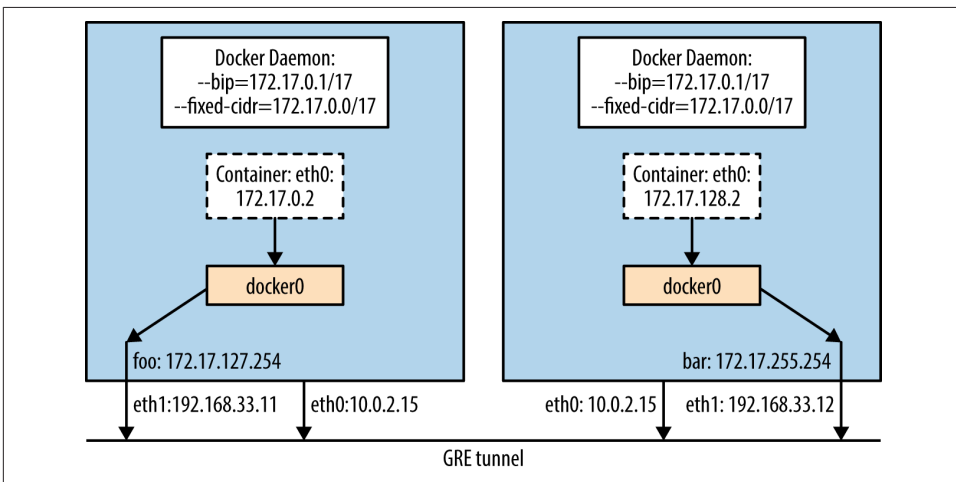 Docker Daemon:
--bip=172.17.0.1/17
--fixed-cidr=172.17.0.0/17
Container: eth0:
172.17.0.2
docker0
foo: 172.17.127.254
eth1:192.168.33.11
eth0:10.0.2.15
Docker Daemon:
--bip=172.17.0.1/17
--fixed-cidr=172.17.0.0/17
Container: eth0:
172.17.128.2
docker0
bar: 172.17.255.254
eth0: 10.0.2.15
eth1: 192.168.33.12
GRE tunnel